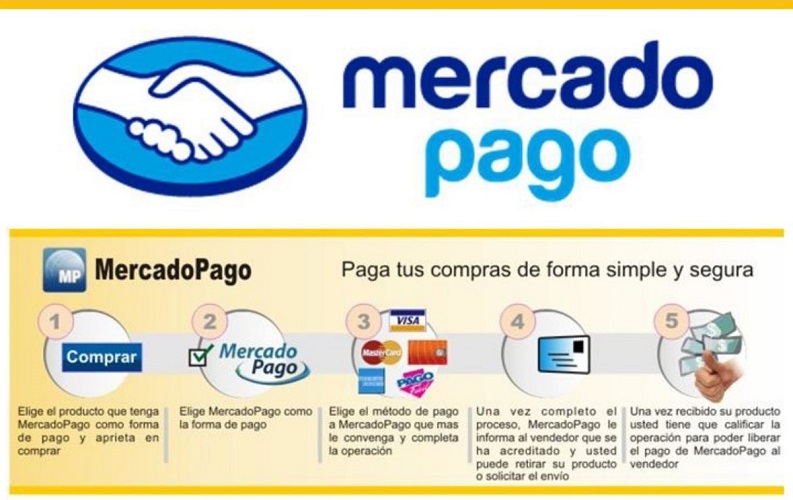 mercado
pago
MP MercadoPago
Paga tus compras de forma simple y segura
1
Comprar
Elige el producto que tenga
MercadoPago como forma
de pago y aprieta en
comprar
2
Mercado
Pago
Elige MercadoPago como
la forma de pago
3
VISA
MasterCard
PAGO
Elige el método de pago
a MercadoPago que mas
le convenga y completa
la operación
4
Una vez completo el
proceso, MercadoPago le
informa al vendedor que se
ha acreditado y usted
puede retirar su producto
o solicitar el envío
5
Una vez recibido su producto
usted tiene que calificar la
operación para poder liberar
el pago de MercadoPago al
vendedor